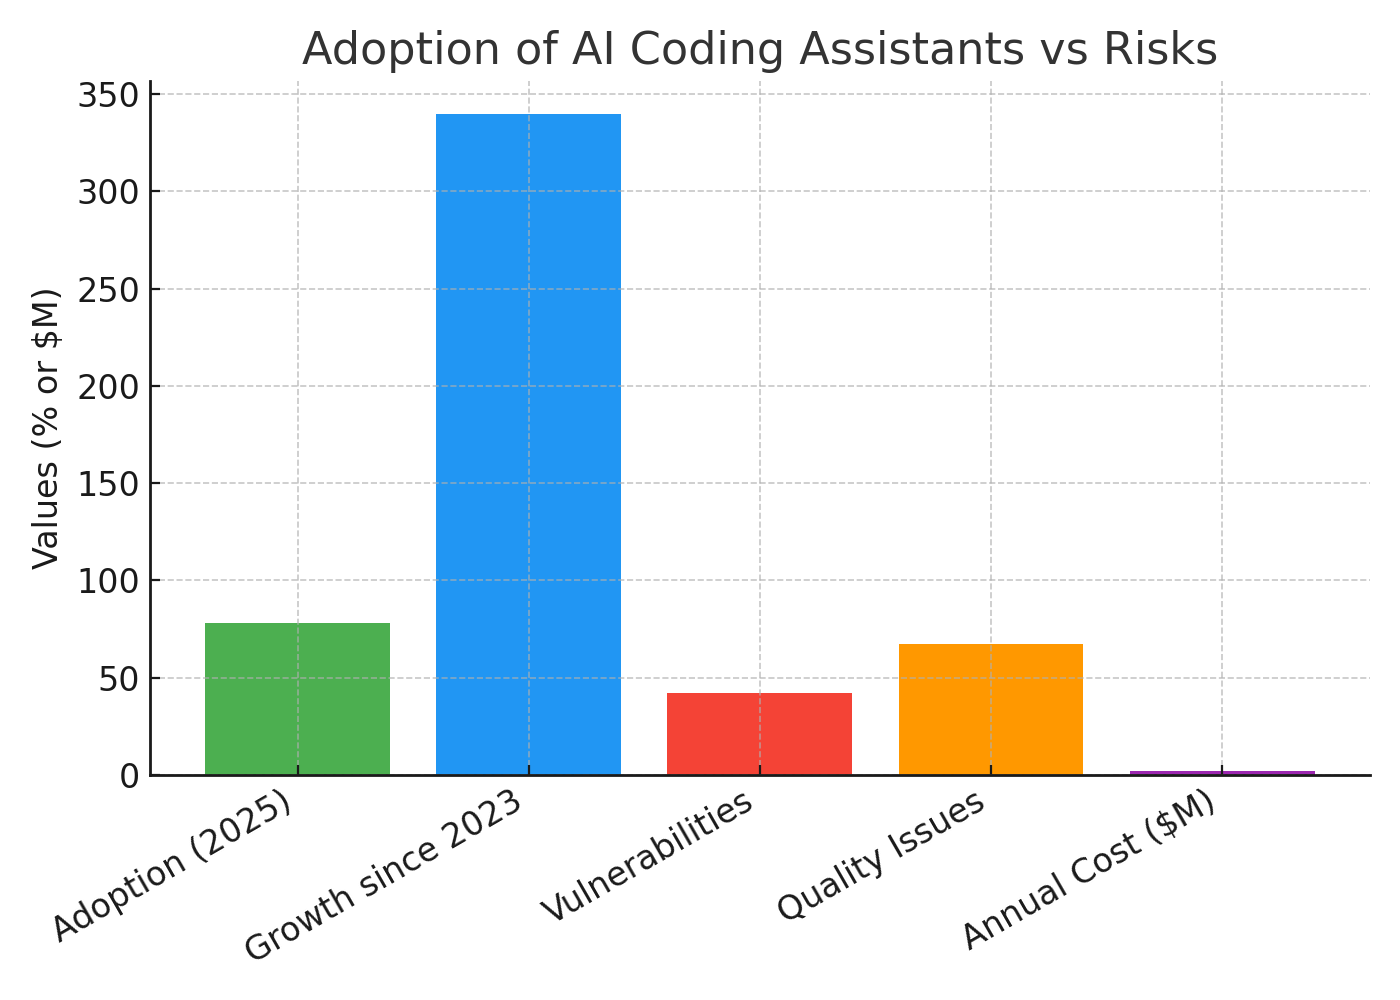 Adoption of AI Coding Assistants vs Risks
Values (% or $M)
350
300
250
200
150
100
50
0
Adoption (2025)
Growth since 2023
Vulnerabilities
Quality Issues
Annual Cost ($M)